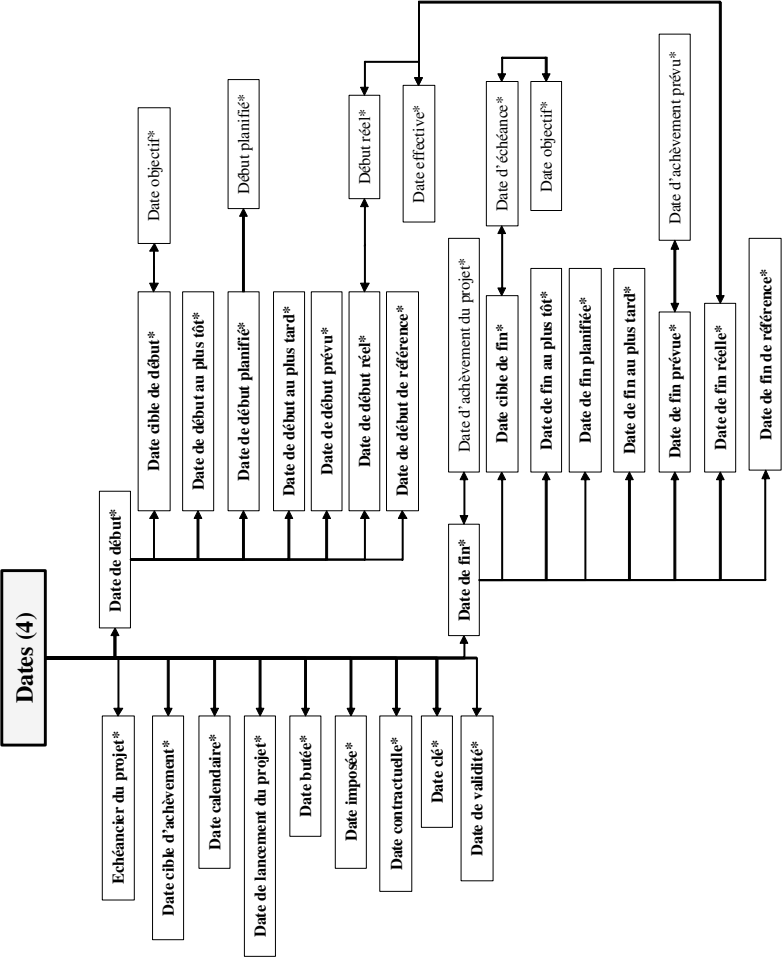 Dates (4)
Echéancier du projet*
Date cible d'achèvement*
Date calendaire*
Date de lancement du projet*
Date butée*
Date imposée*
Date contractuelle*
Date clé*
Date de validité*
Date de début*
Date cible de début*
Date objectif*
Date de début au plus tôt*
Date de début planifié*
Début planifié*
Date de début au plus tard*
Date de début prévu*
Date de début réel*
Début réel*
Date effective*
Date de début de référence*
Date de fin*
Date d'achèvement du projet*
Date cible de fin*
Date d'échéance*
Date objectif*
Date de fin au plus tôt*
Date de fin planifiée*
Date de fin au plus tard*
Date de fin prévue*
Date d'achèvement prévu*
Date de fin réelle*
Date de fin de référence*